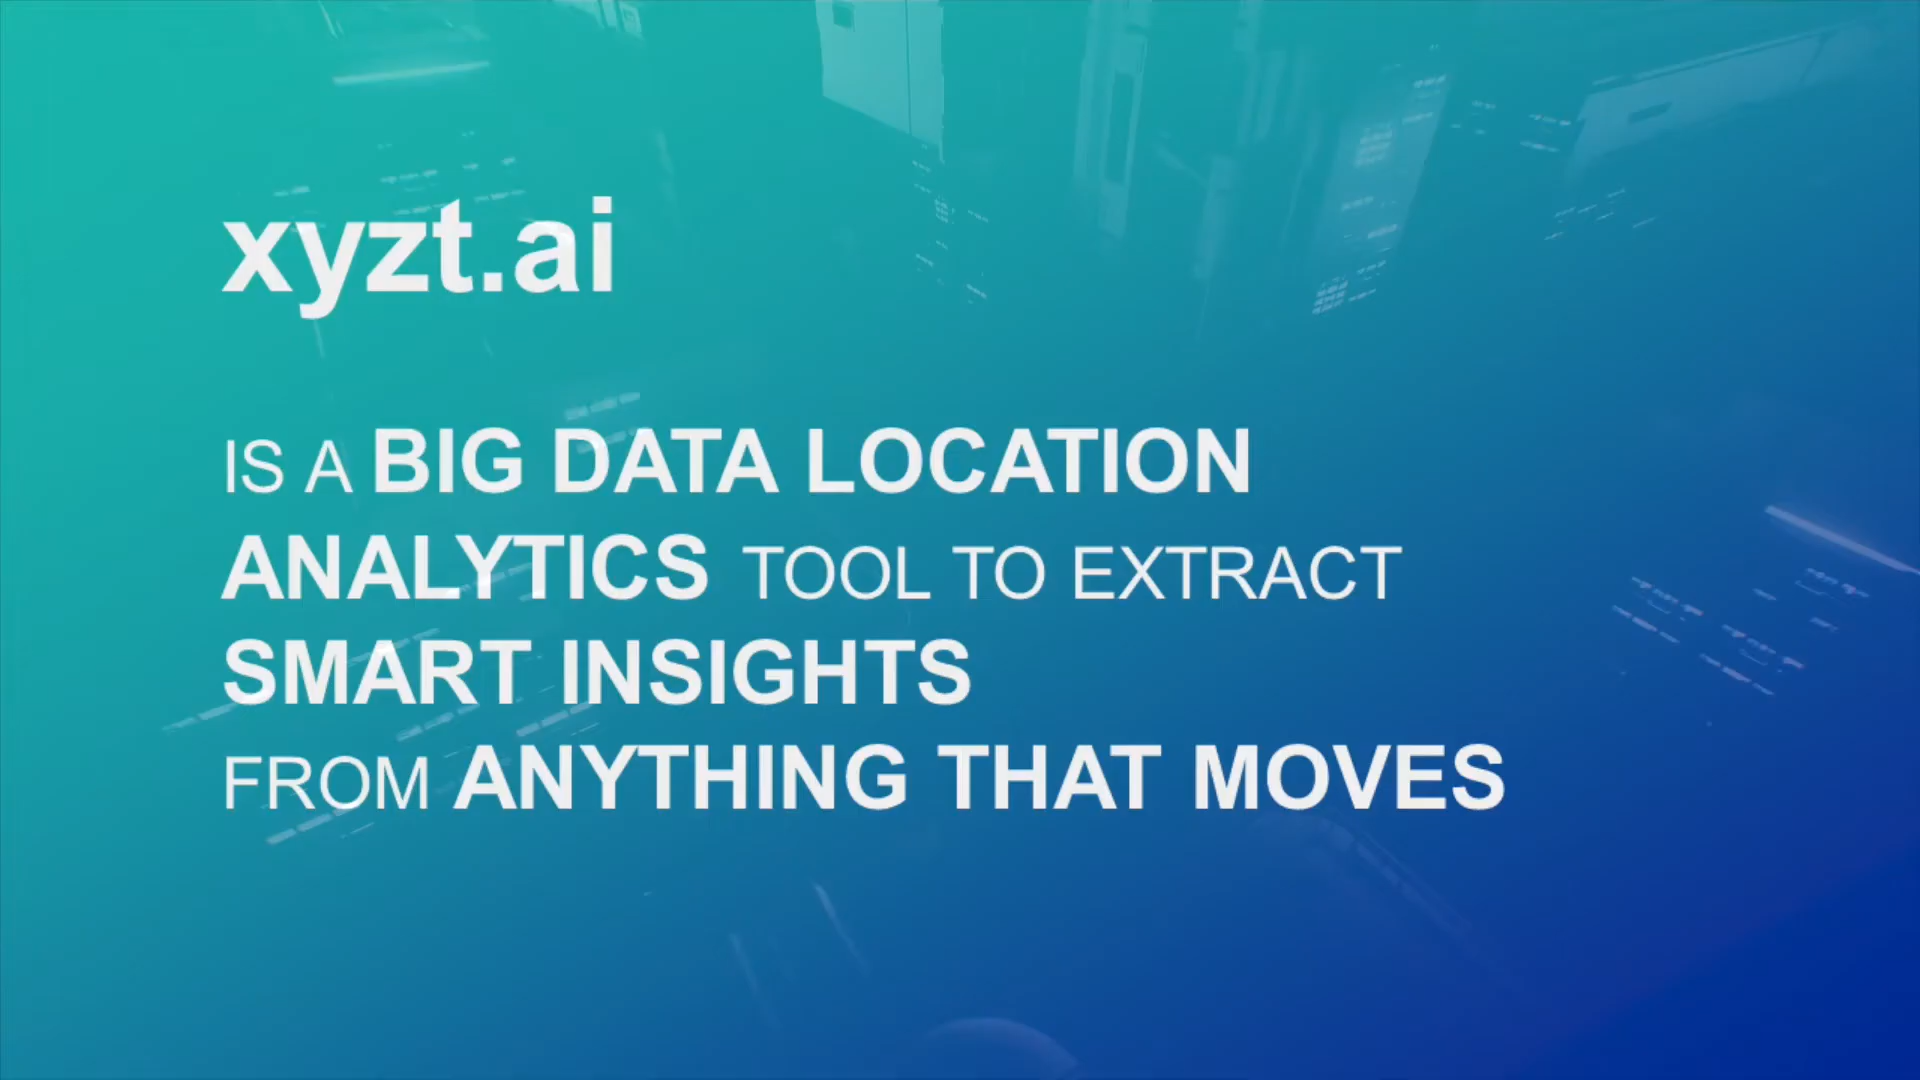 xyzt.ai
IS A BIG DATA LOCATION
ANALYTICS TOOL TO EXTRACT
SMART INSIGHTS
FROM ANYTHING THAT MOVES